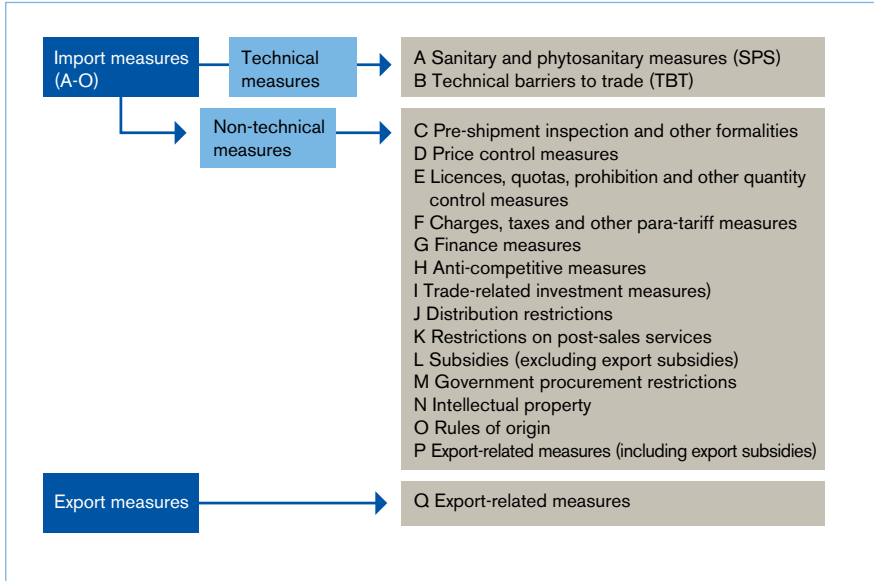 Import measures
(A-O)
Technical
measures
A Sanitary and phytosanitary measures (SPS)
B Technical barriers to trade (TBT)
Non-technical
measures
C Pre-shipment inspection and other formalities
D Price control measures
E Licences, quotas, prohibition and other quantity
control measures
F Charges, taxes and other para-tariff measures
G Finance measures
H Anti-competitive measures
I Trade-related investment measures)
J Distribution restrictions
K Restrictions on post-sales services
L Subsidies (excluding export subsidies)
M Government procurement restrictions
N Intellectual property
O Rules of origin
P Export-related measures (including export subsidies)
Export measures
Q Export-related measures